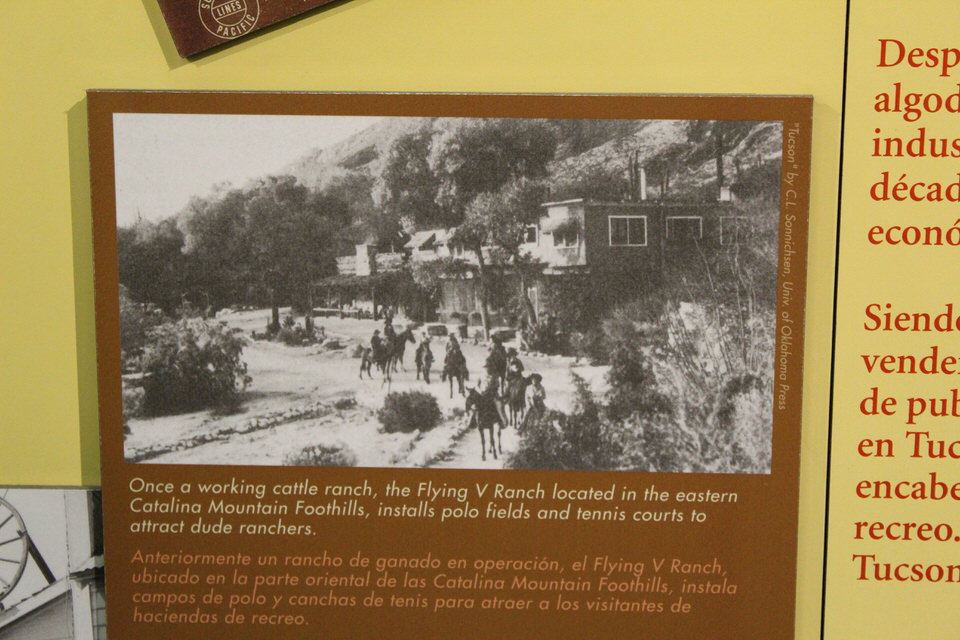 LINES
PACIFIC
"Tucson" by C.L. Sonnichsen, Univ. of Oklahoma Press
Once a working cattle ranch, the Flying V Ranch located in the eastern
Catalina Mountain Foothills, installs polo fields and tennis courts to
attract dude ranchers.
Anteriormente un rancho de ganado en operación, el Flying V Ranch,
ubicado en la parte oriental de las Catalina Mountain Foothills, instala
campos de polo y canchas de tenis para atraer a los visitantes de
haciendas de recreo.
Desp
algod
indus
décad
econó
Siend
vende
de pub
en Tuc
encabe
recreo.
Tucson